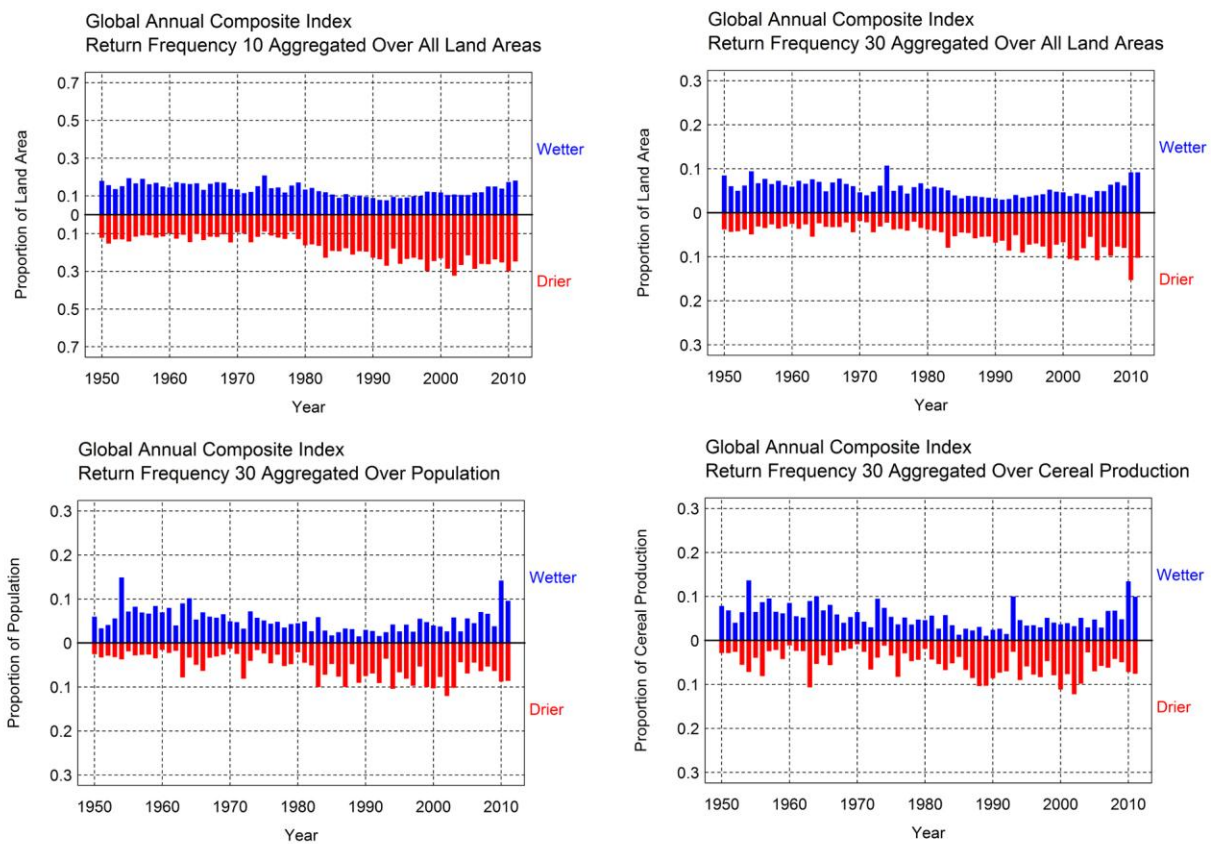 Global Annual Composite Index
Return Frequency 10 Aggregated Over All Land Areas
Proportion of Land Area
0.7
0.5
0.3
0.1
0
0.1
0.3
0.5
0.7
Wetter
Drier
1950 1960 1970 1980 1990 2000 2010
Year
Global Annual Composite Index
Return Frequency 30 Aggregated Over All Land Areas
Proportion of Land Area
0.3
0.2
0.1
0
0.1
0.2
0.3
Wetter
Drier
1950 1960 1970 1980 1990 2000 2010
Year
Global Annual Composite Index
Return Frequency 30 Aggregated Over Population
Proportion of Population
0.3
0.2
0.1
0
0.1
0.2
0.3
Wetter
Drier
1950 1960 1970 1980 1990 2000 2010
Year
Global Annual Composite Index
Return Frequency 30 Aggregated Over Cereal Production
Proportion of Cereal Production
0.3
0.2
0.1
0
0.1
0.2
0.3
Wetter
Drier
1950 1960 1970 1980 1990 2000 2010
Year